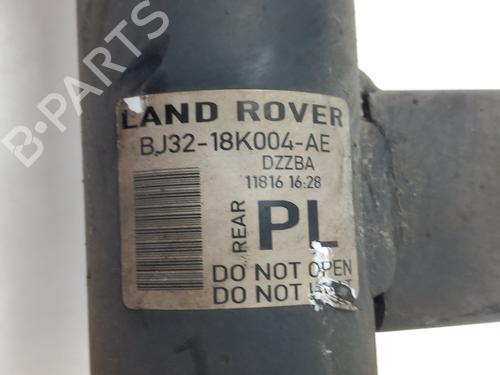 B-PARTS
LAND ROVER
BJ32-18K004-AE
DZZBA
11816 16:28
REAR
PL
DO NOT OPEN
DO NOT